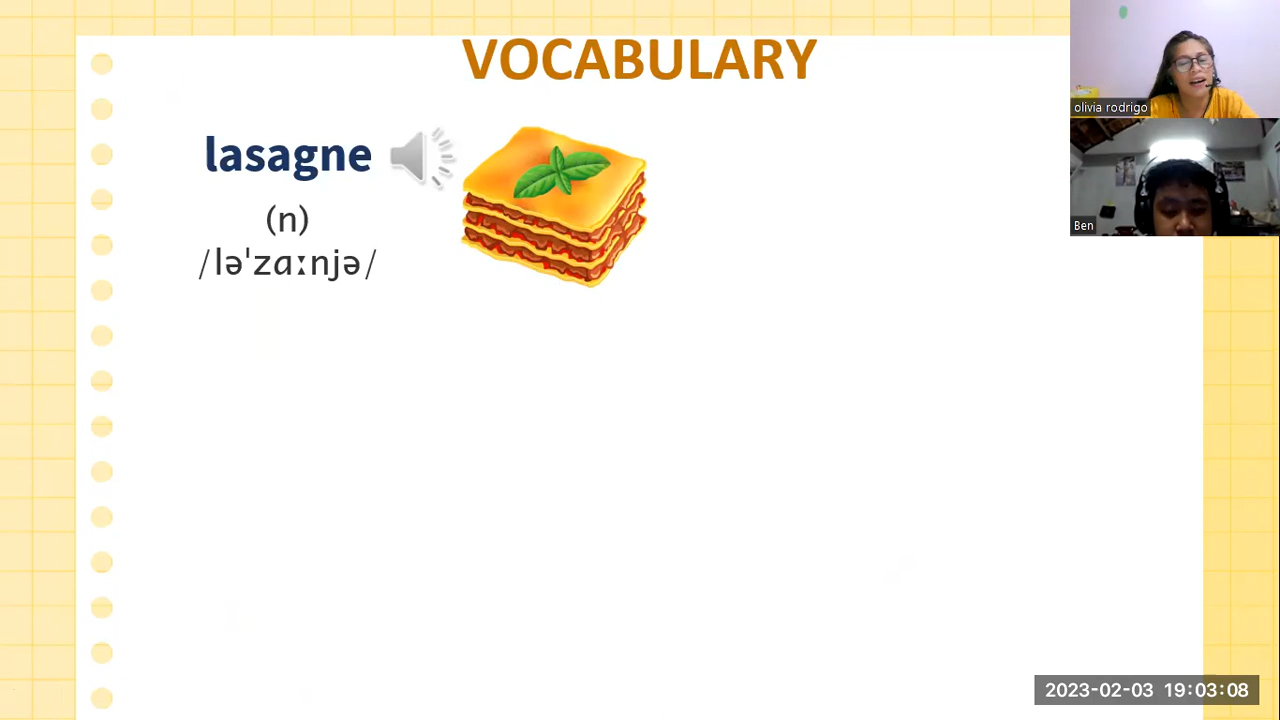 VOCABULARY
olivia rodrigo
lasagne
(n)
/ləˈzɑːnjə/
Ben
2023-02-03 19:03:08